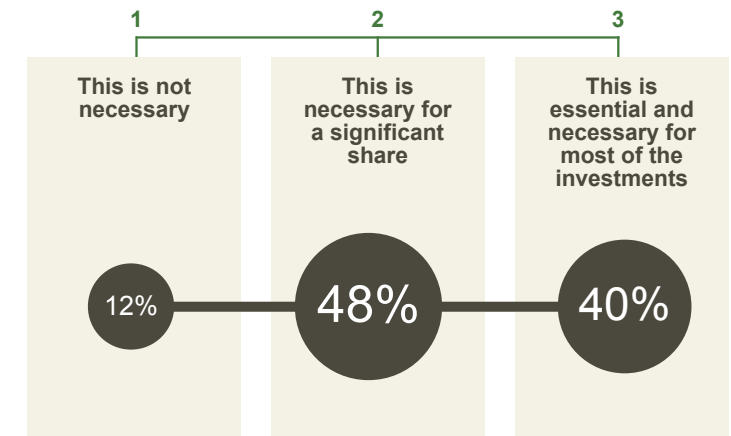 1
2
3
This is not
necessary
This is
necessary for
a significant
share
This is
essential and
necessary for
most of the
investments
12%
48%
40%